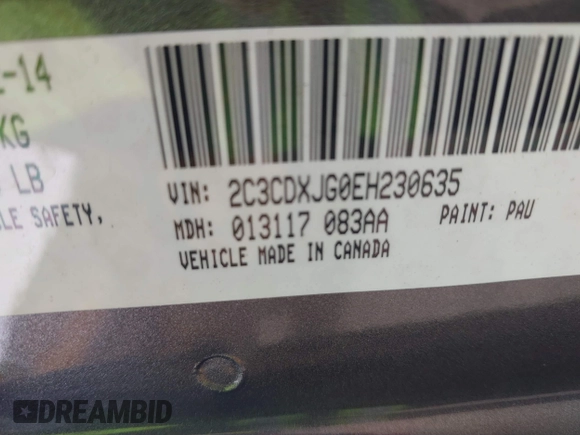 -14
KG
LB
LE SAFETY,
VIN: 2C3CDXJG0EH230635
MDH: 013117 083AA
PAINT: PAU
VEHICLE MADE IN CANADA
DREAMBID